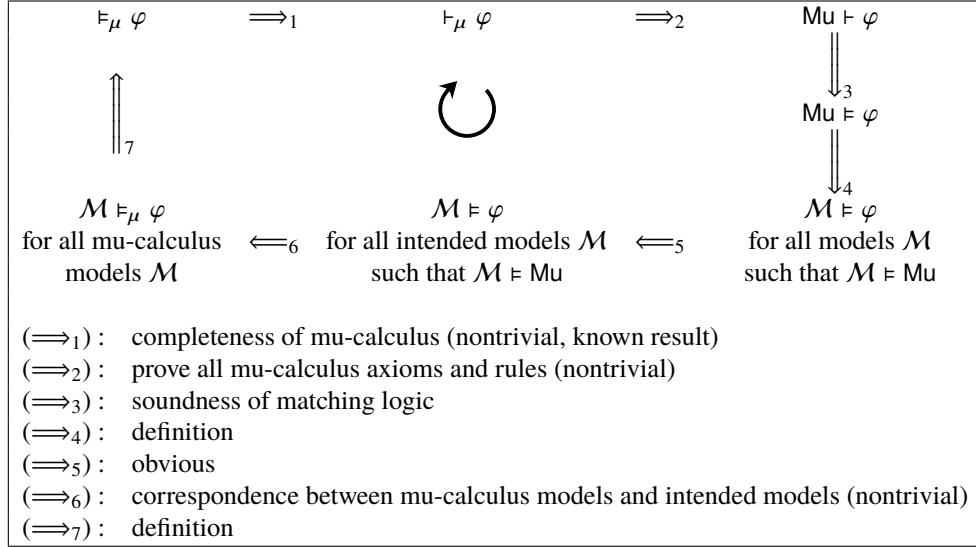 ⊨μ φ ⟹1 ⊢μ φ ⟹2 Mu ⊢ φ
⇓3
Mu ⊨ φ
⇑7 ⇓4
ℳ ⊨μ φ ℳ ⊨ φ ℳ ⊨ φ
for all mu-calculus ⟸6 for all intended models ℳ ⟸5 for all models ℳ
models ℳ such that ℳ ⊨ Mu such that ℳ ⊨ Mu
(⟹1) : completeness of mu-calculus (nontrivial, known result)
(⟹2) : prove all mu-calculus axioms and rules (nontrivial)
(⟹3) : soundness of matching logic
(⟹4) : definition
(⟹5) : obvious
(⟹6) : correspondence between mu-calculus models and intended models (nontrivial)
(⟹7) : definition